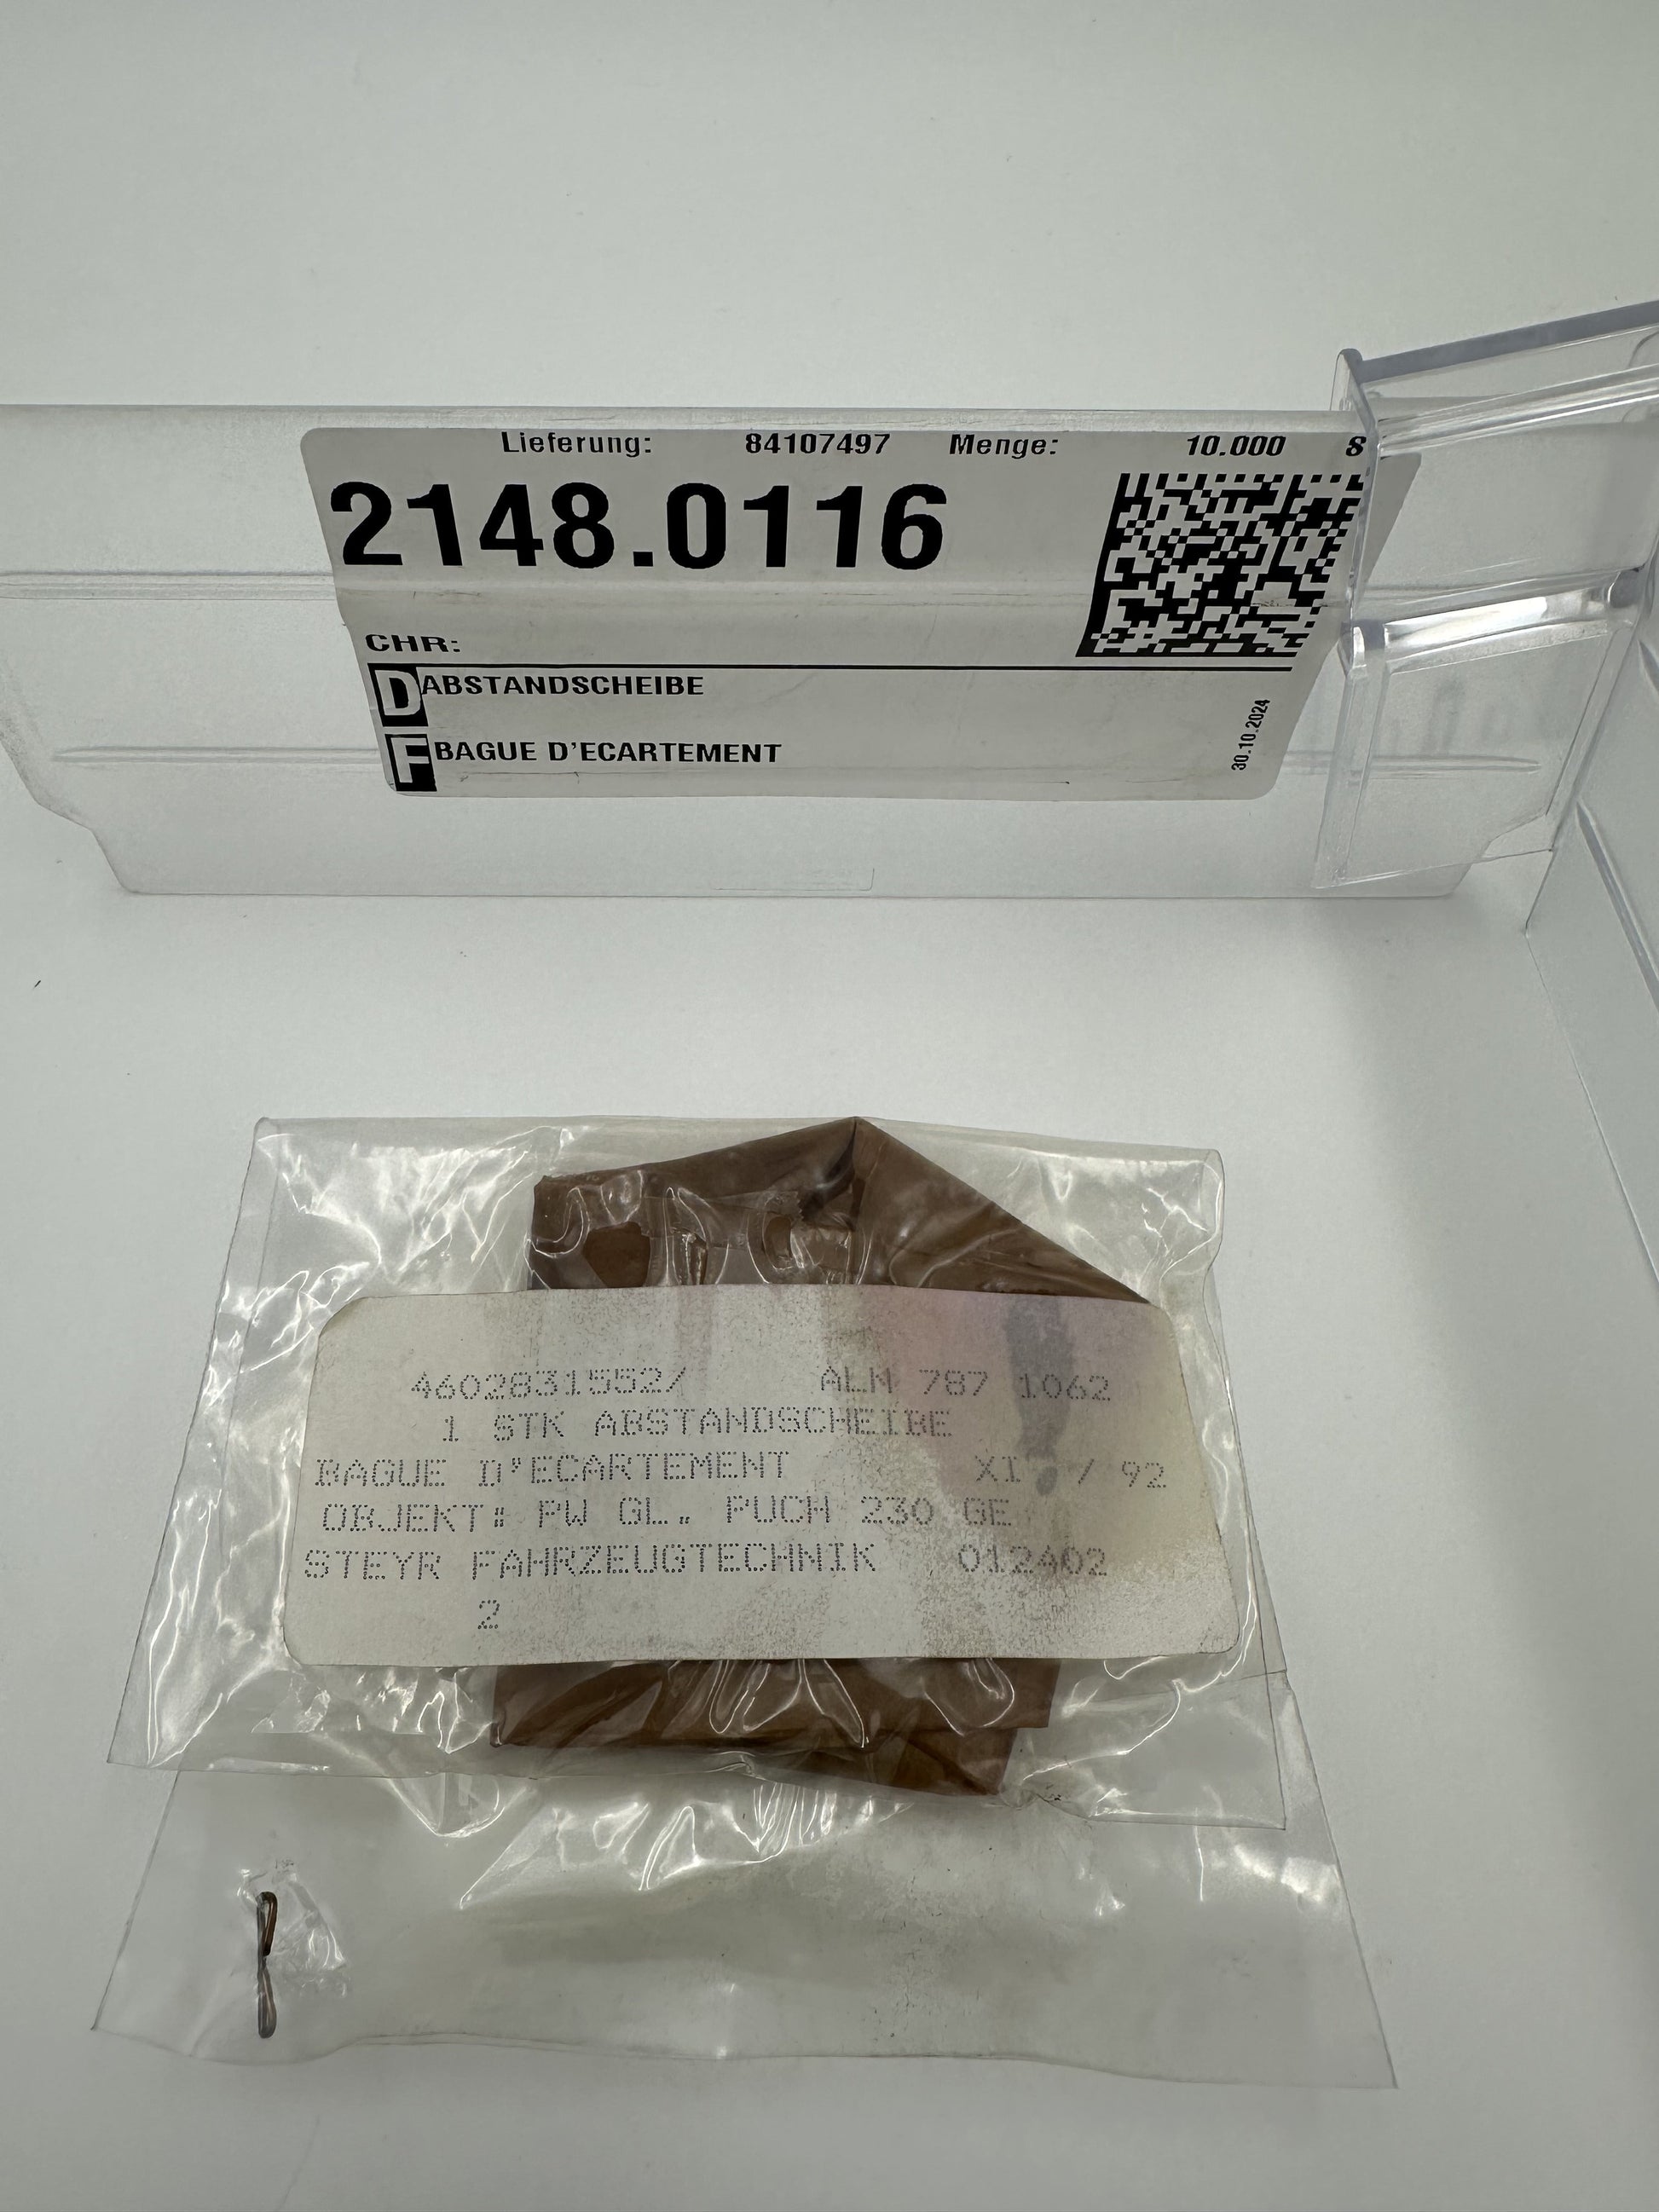 Lieferung: 84107497 Menge: 10.000
2148.0116
CHR:
D ABSTANDSCHEIBE
F BAGUE D'ECARTEMENT
30.10.2024
4602831552/ ALN 787 1062
1 STK ABSTANDSCHEIBE
BAGUE D'ECARTEMENT XI / 92
OBJEKT: PW GL. PUCH 230 GE
STEYR FAHRZEUGTECHNIK 012402
2